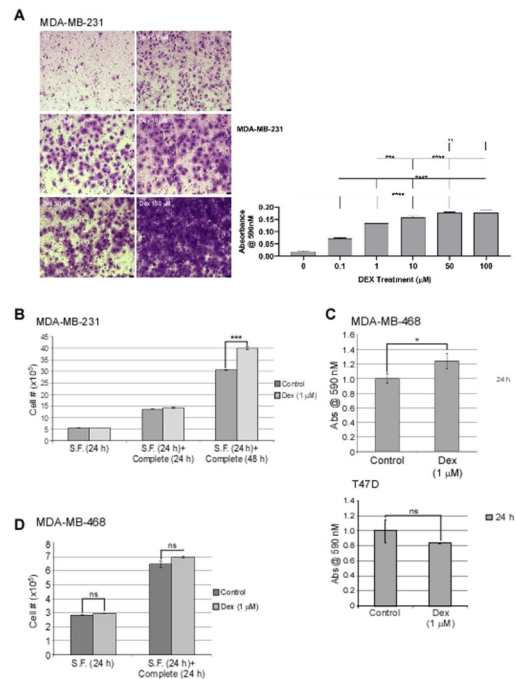 A
MDA-MB-231
Dex 50 µM
Dex 100 µM
MDA-MB-231
**
****
****
Absorbance
@ 590nM
0.20
0.15
0.10
0.05
0.00
0 0.1 1 10 50 100
DEX Treatment (µM)
B
MDA-MB-231
Cell # (x10⁵)
45
40
35
30
25
20
15
10
5
0
***
Control
Dex (1 µM)
S.F. (24 h) S.F. (24 h)+ S.F. (24 h)+
Complete (24 h) Complete (48 h)
C
MDA-MB-468
Abs @ 590 nM
1.6
1.4
1.2
1.0
0.8
0.6
0.4
0.2
0
*
24 h
Control Dex
(1 µM)
T47D
Abs @ 590 nM
1.2
1.0
0.8
0.6
0.4
0.2
0
ns
24 h
Control Dex
(1 µM)
D
MDA-MB-468
Cell # (x10⁵)
8
7
6
5
4
3
2
1
0
ns
ns
Control
Dex (1 µM)
S.F. (24 h) S.F. (24 h)+
Complete (24 h)